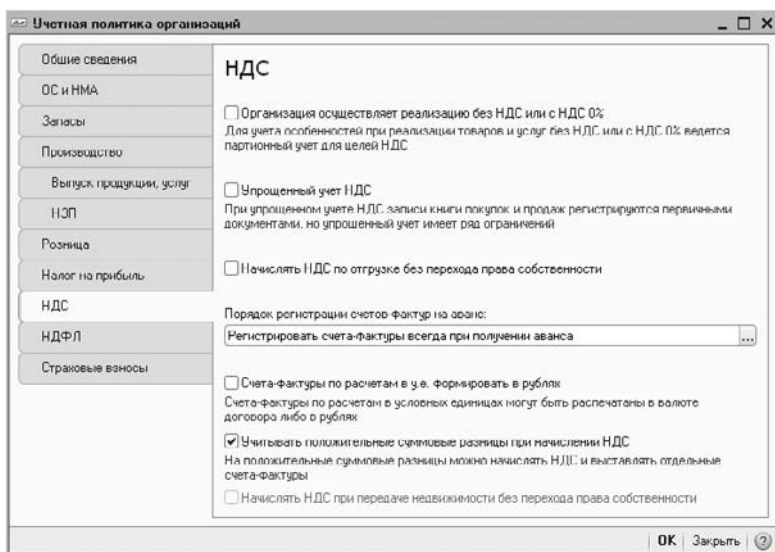 Учетная политика организаций
Общие сведения
ОС и НМА
Запасы
Производство
Выпуск продукции, услуг
НЗП
Розница
Налог на прибыль
НДС
НДФЛ
Страховые взносы
НДС
Организация осуществляет реализацию без НДС или с НДС 0%
Для учета особенностей при реализации товаров и услуг без НДС или с НДС 0% ведется
партионный учет для целей НДС
Упрощенный учет НДС
При упрощенном учете НДС записи книги покупок и продаж регистрируются первичными
документами, но упрощенный учет имеет ряд ограничений
Начислять НДС по отгрузке без перехода права собственности
Порядок регистрации счетов-фактур на аванс:
Регистрировать счета-фактуры всегда при получении аванса
...
Счета-фактуры по расчетам в у.е. формировать в рублях
Счета-фактуры по расчетам в условных единицах могут быть распечатаны в валюте
договора либо в рублях
Учитывать положительные суммовые разницы при начислении НДС
На положительные суммовые разницы можно начислять НДС и выставлять отдельные
счета-фактуры
Начислять НДС при передаче недвижимости без перехода права собственности
OK Закрыть ?